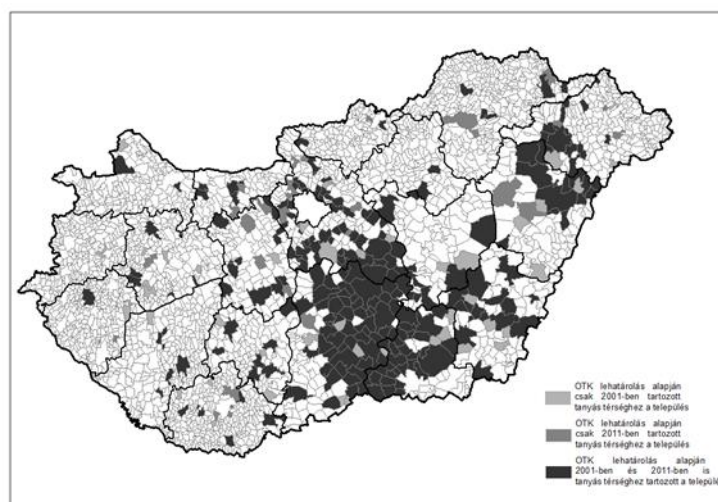 OTK lehatárolás alapján
csak 2001-ben tartozott
tanyás térséghez a település
OTK lehatárolás alapján
csak 2011-ben tartozott
tanyás térséghez a település
OTK lehatárolás alapján
2001-ben és 2011-ben is
tanyás térséghez tartozott a település